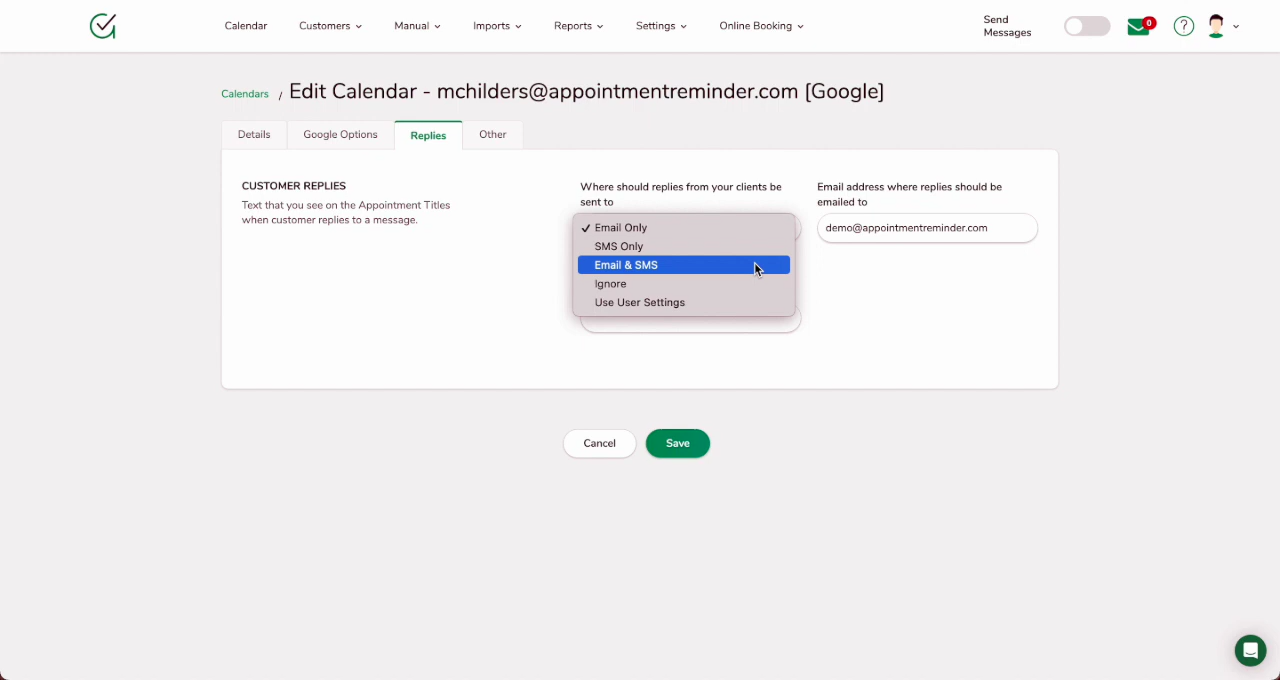 Calendar
Customers
Manual
Imports
Reports
Settings
Online Booking
Send
Messages
0
?
Calendars / Edit Calendar - mchilders@appointmentreminder.com [Google]
Details
Google Options
Replies
Other
CUSTOMER REPLIES
Text that you see on the Appointment Titles
when customer replies to a message.
Where should replies from your clients be
sent to
✓ Email Only
SMS Only
Email & SMS
Ignore
Use User Settings
Email address where replies should be
emailed to
demo@appointmentreminder.com
Cancel
Save